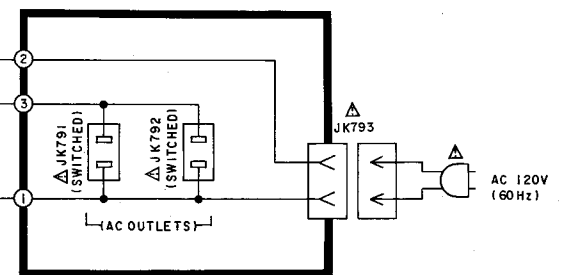 2
3
1
JK791
(SWITCHED)
JK792
(SWITCHED)
(AC OUTLETS)
JK793
AC 120V
(60Hz)